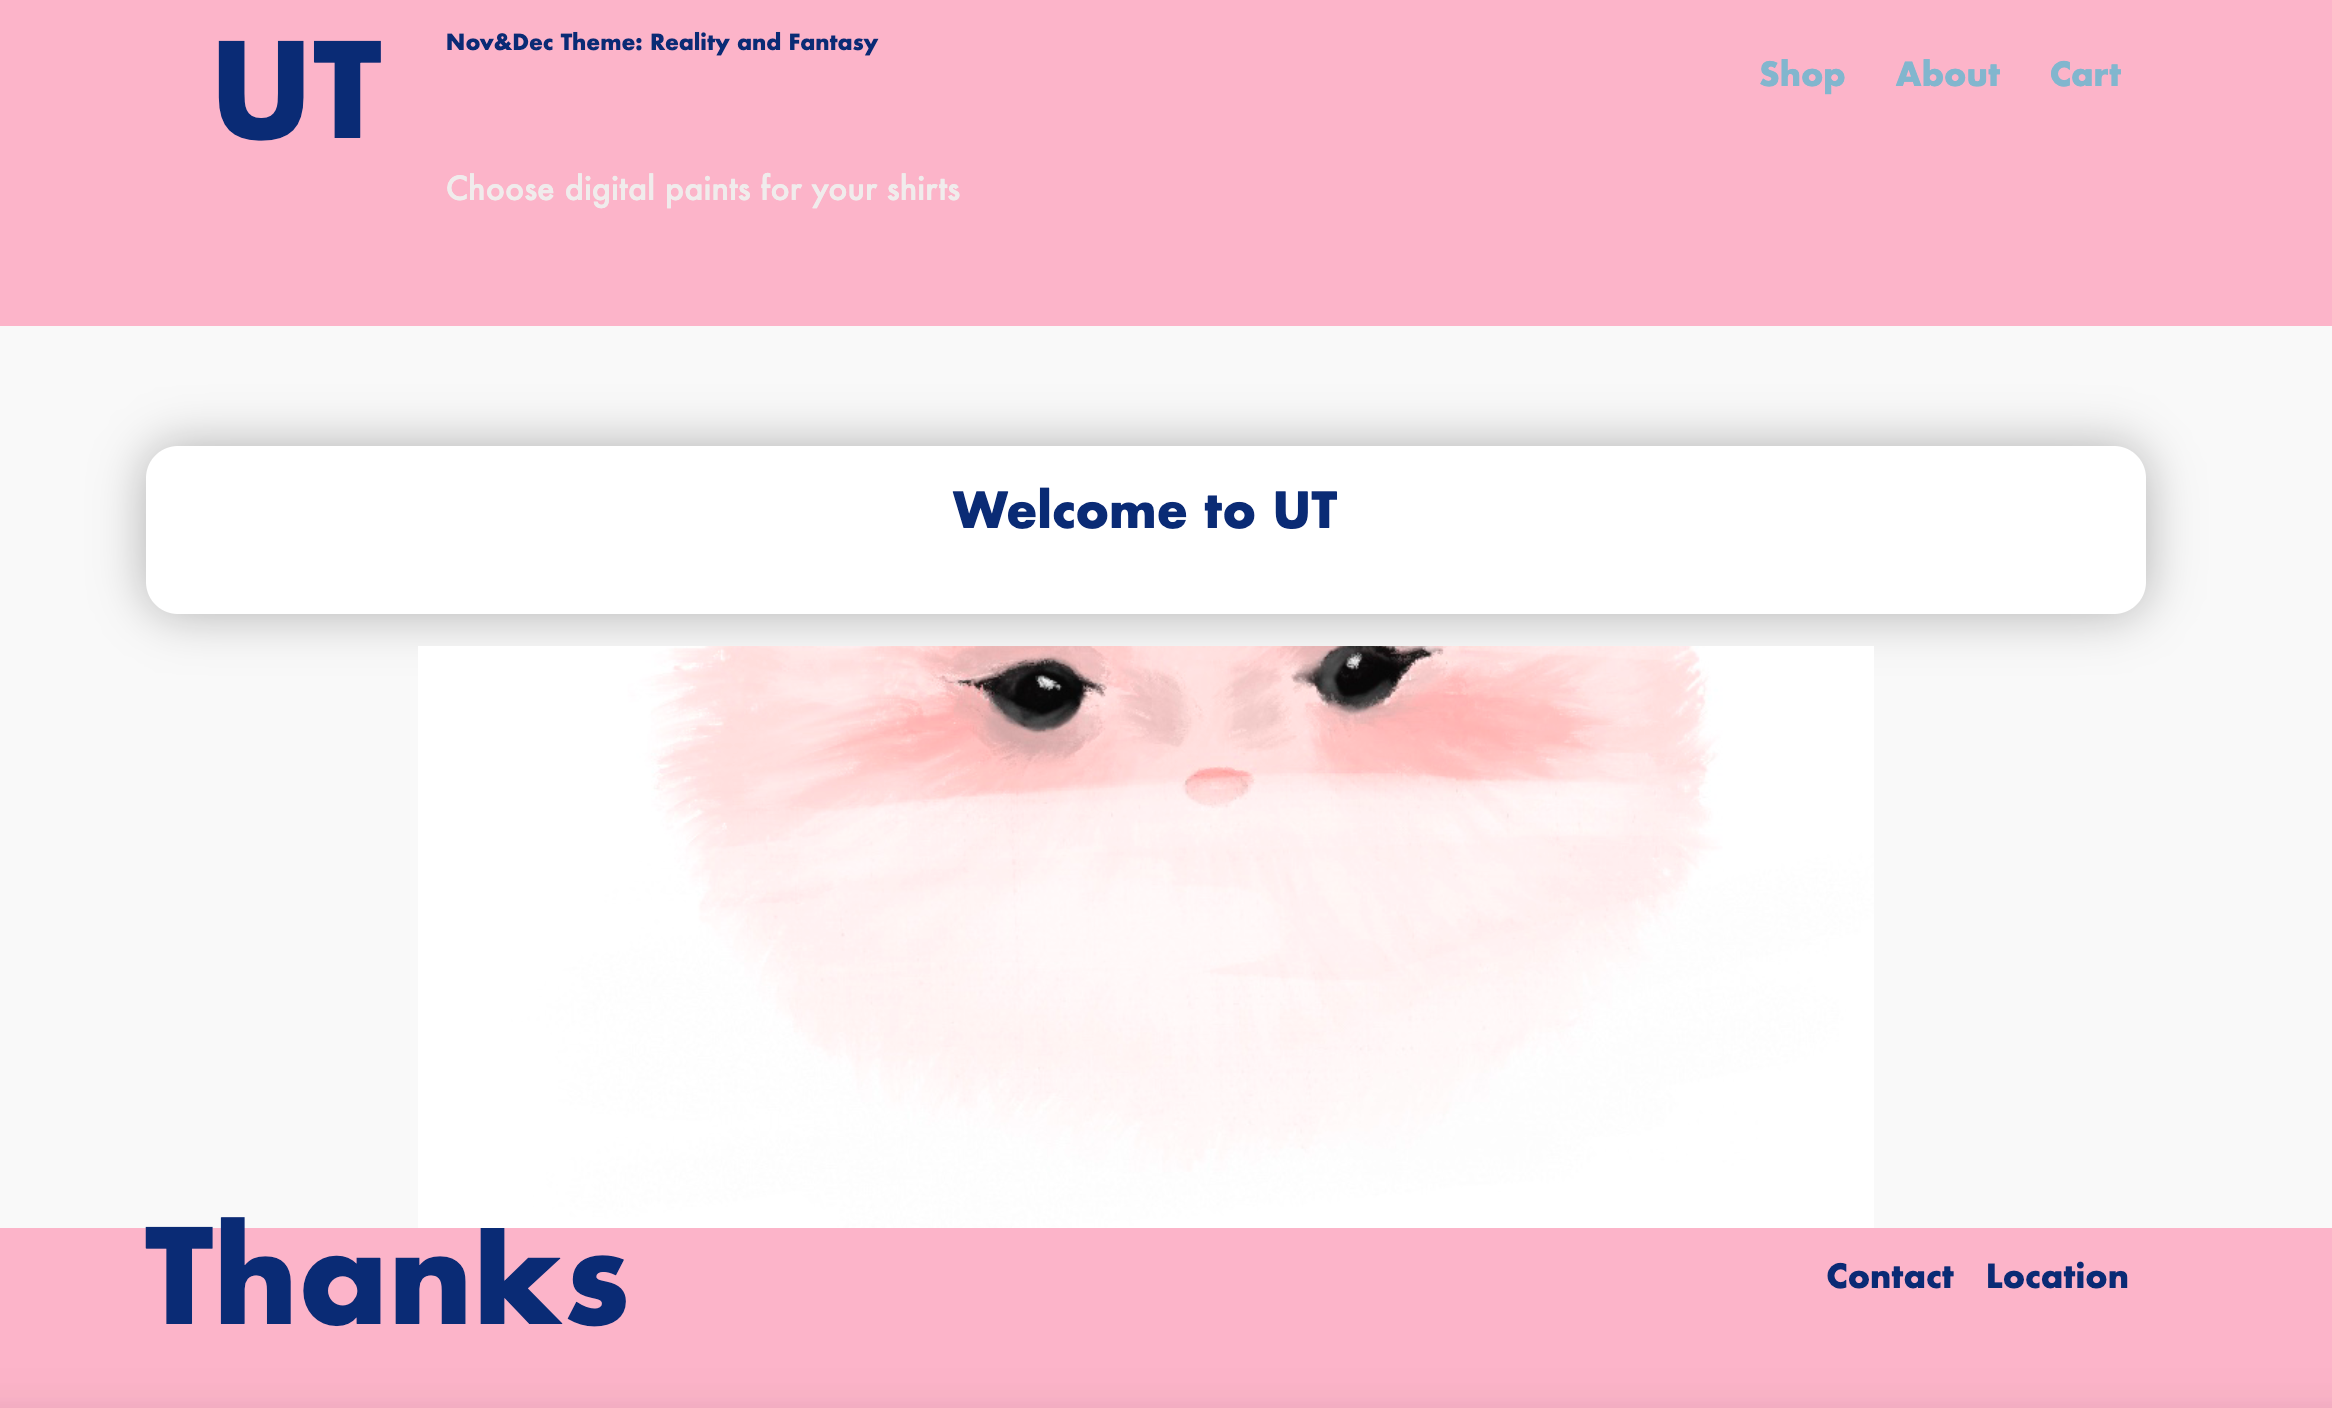 UT
Nov&Dec Theme: Reality and Fantasy
Shop About Cart
Choose digital paints for your shirts
Welcome to UT
Thanks
Contact Location